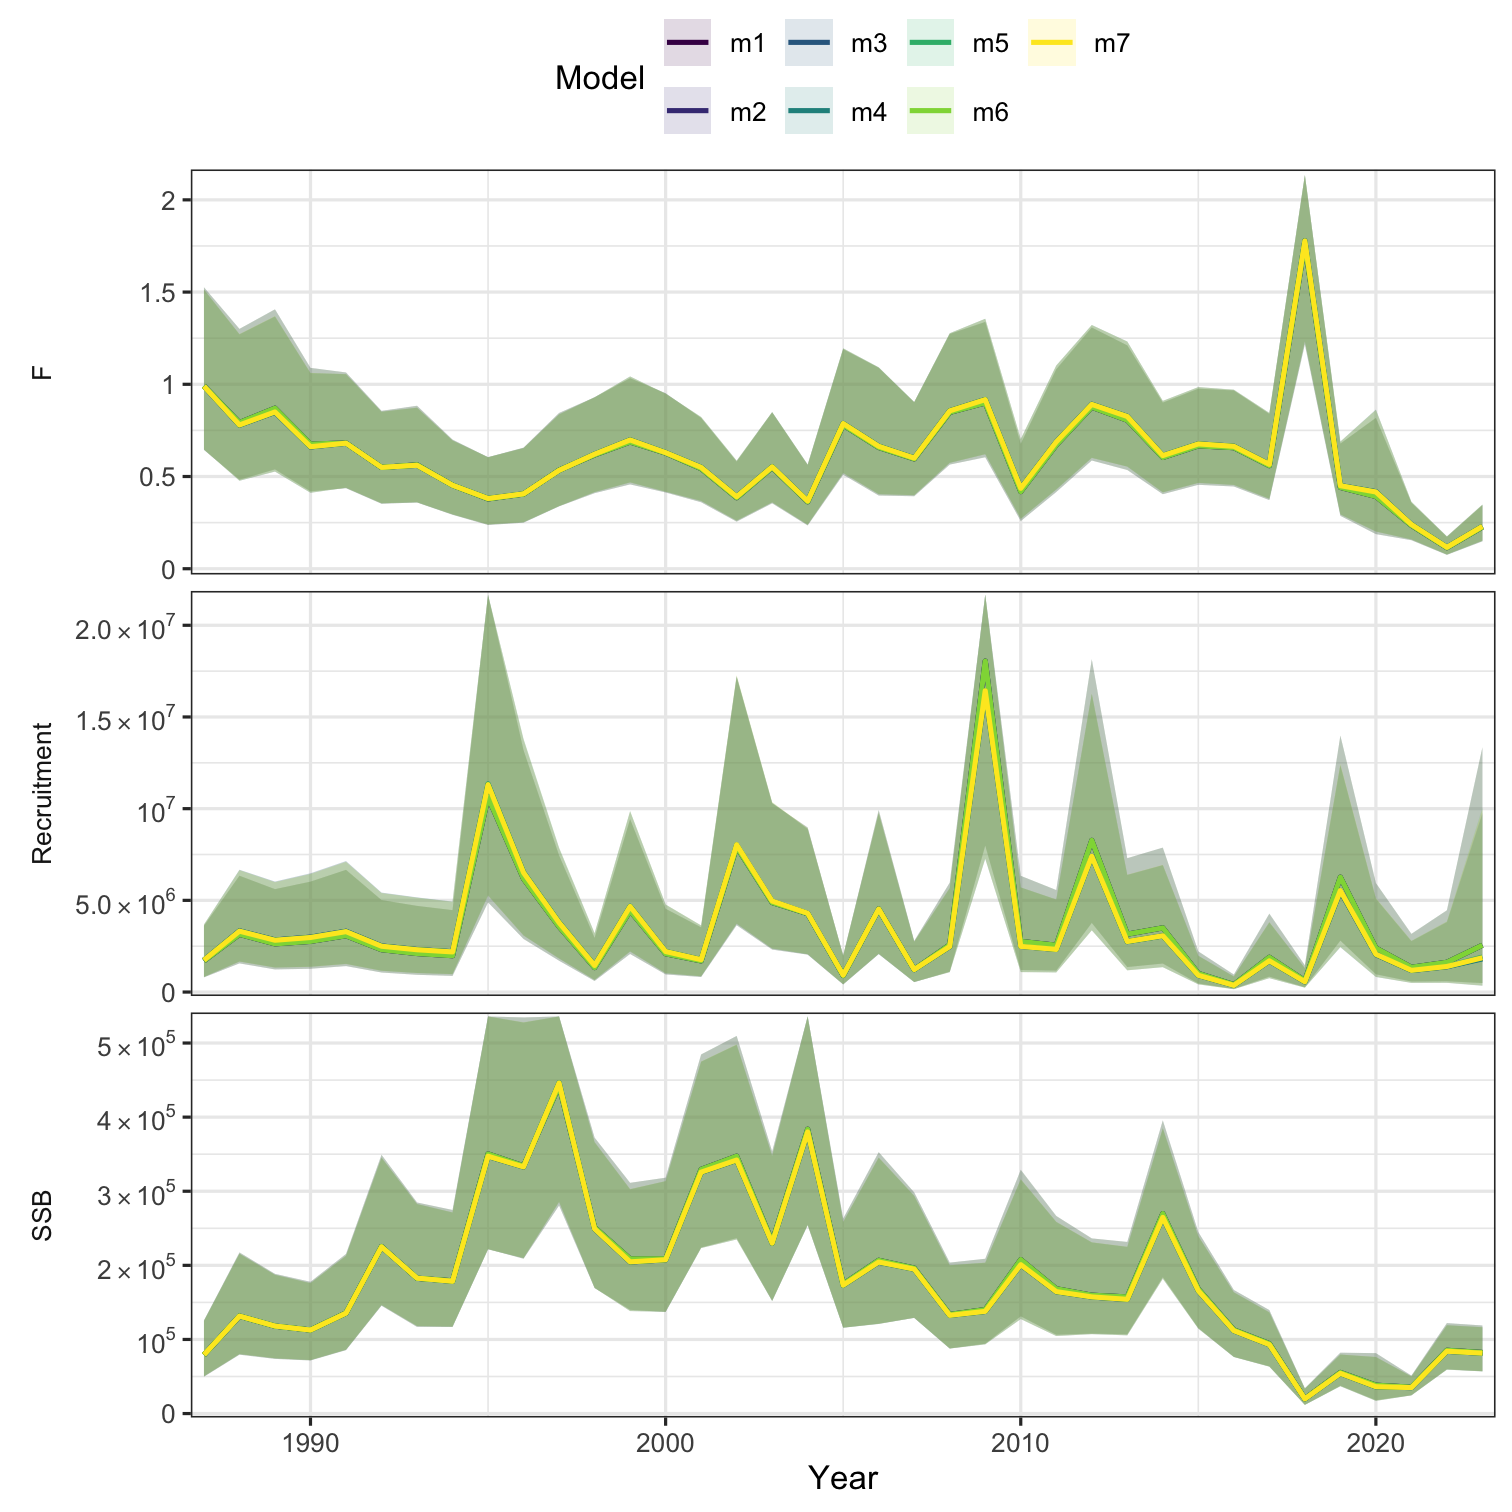 Model
m1 m3 m5 m7
m2 m4 m6
F
2
1.5
1
0.5
0
Recruitment
2.0 × 10⁷
1.5 × 10⁷
10⁷
5.0 × 10⁶
0
SSB
5 × 10⁵
4 × 10⁵
3 × 10⁵
2 × 10⁵
10⁵
0
1990 2000 2010 2020
Year